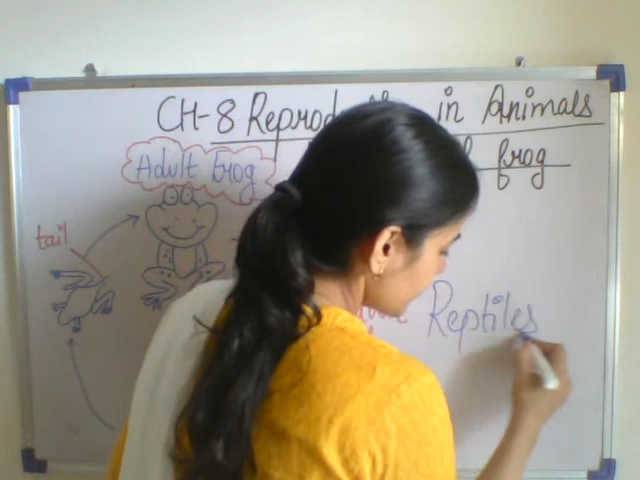 CH-8 Reprod in Animals
frog
Adult Frog
tail
Reptiles